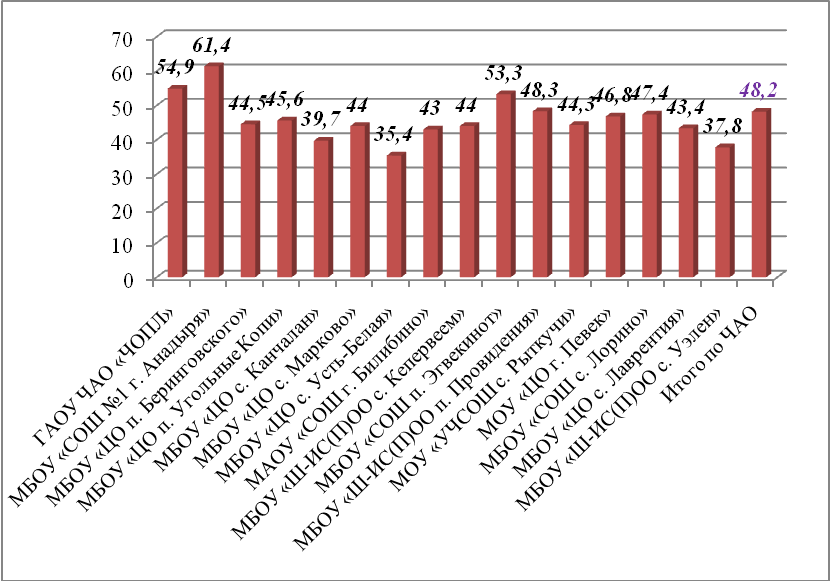 70
60
50
40
30
20
10
0
54,9
61,4
44,5
45,6
39,7
44
35,4
43
44
53,3
48,3
44,3
46,8
47,4
43,4
37,8
48,2
ГАОУ ЧАО «ЧОПЛ»
МБОУ «СОШ №1 г. Анадыря»
МБОУ «ЦО п. Беринговского»
МБОУ «ЦО п. Угольные Копи»
МБОУ «ЦО с. Канчалан»
МБОУ «ЦО с. Марково»
МБОУ «ЦО с. Усть-Белая»
МАОУ «СОШ г. Билибино»
МБОУ «Ш-ИС(П)ОО с. Кепервеем»
МБОУ «СОШ п. Эгвекинот»
МБОУ «Ш-ИС(П)ОО п. Провидения»
МОУ «УЧСОШ с. Рыткучи»
МОУ «ЦО г. Певек»
МБОУ «СОШ с. Лорино»
МБОУ «ЦО с. Лаврентия»
МБОУ «Ш-ИС(П)ОО с. Уэлен»
Итого по ЧАО